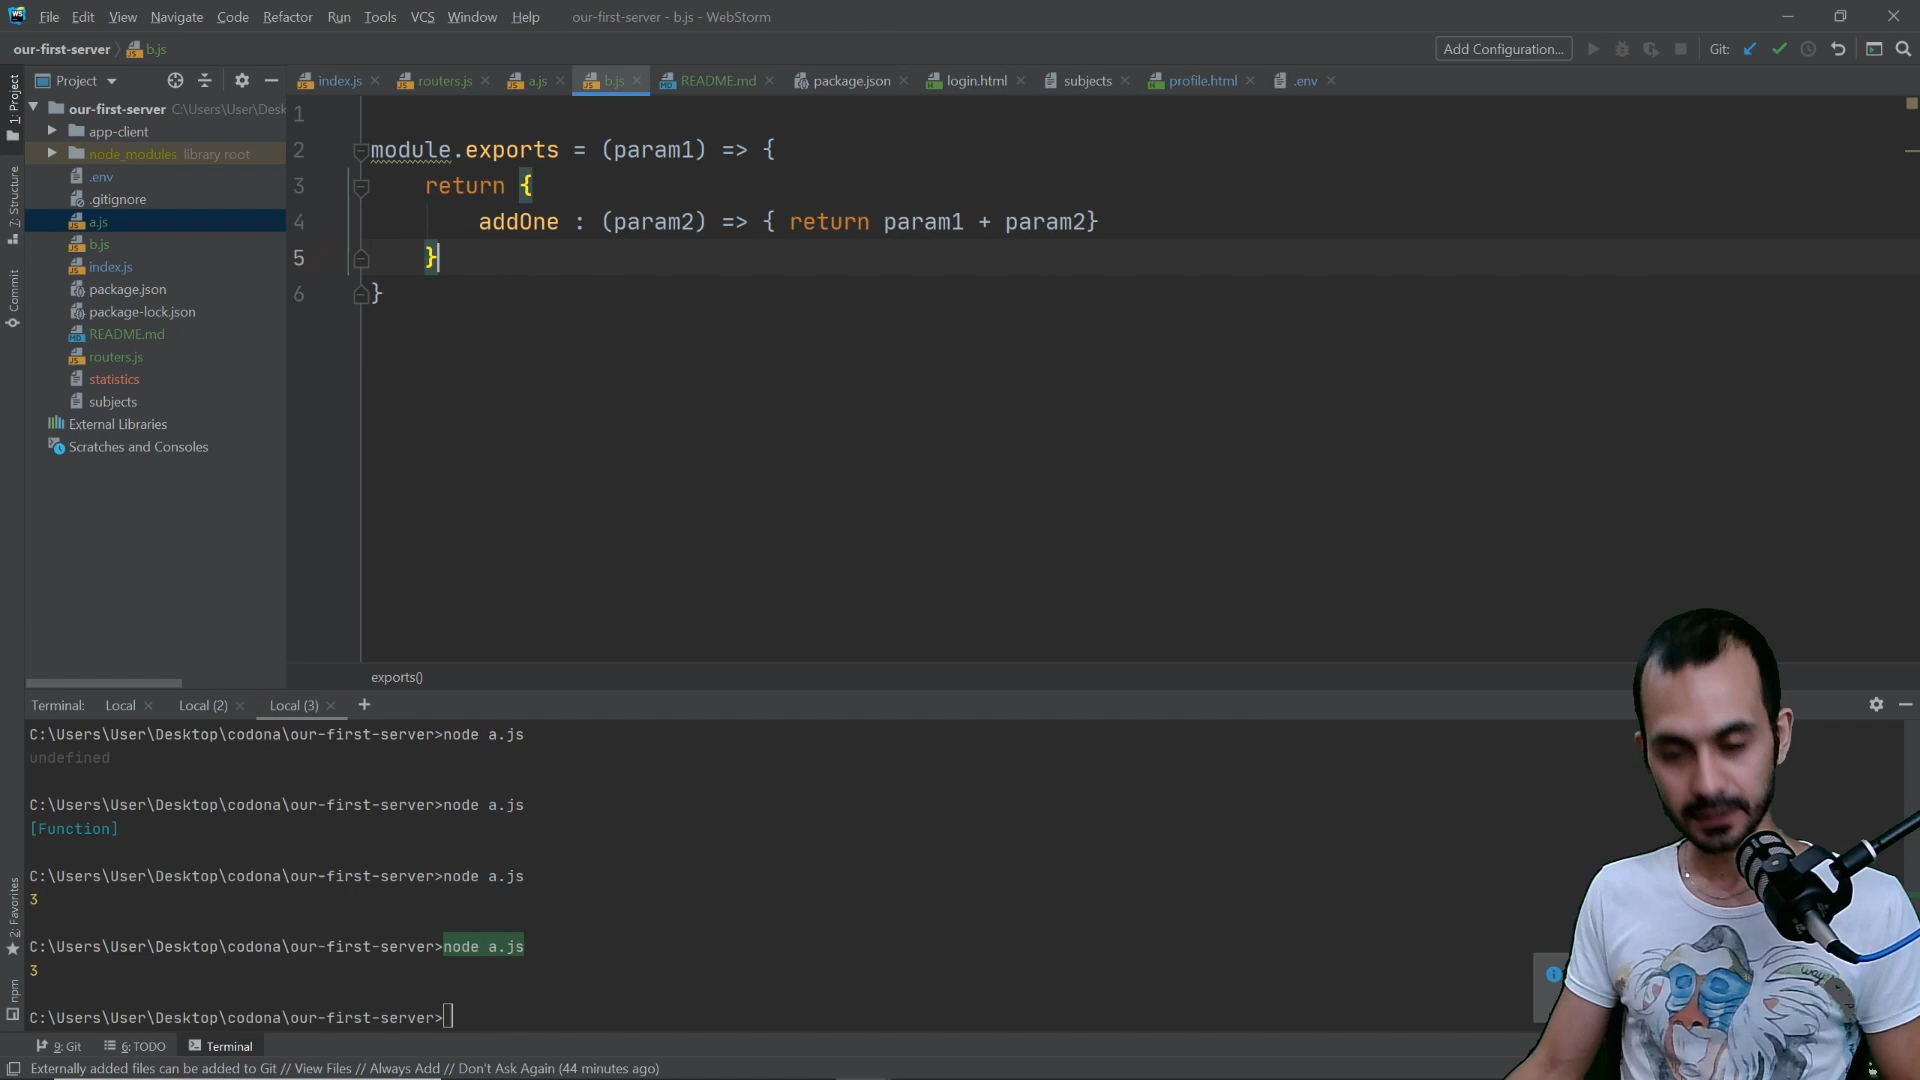 File Edit View Navigate Code Refactor Run Tools VCS Window Help our-first-server - b.js - WebStorm
our-first-server b.js Add Configuration... Git:
Project index.js routers.js a.js b.js README.md package.json login.html subjects profile.html .env
1: Project
7: Structure
Commit
2: Favorites
npm
our-first-server C:\Users\User\Desk
app-client
node_modules library root
.env
.gitignore
a.js
b.js
index.js
package.json
package-lock.json
README.md
routers.js
statistics
subjects
External Libraries
Scratches and Consoles
1
2 module.exports = (param1) => {
3 return {
4 addOne : (param2) => { return param1 + param2}
5 }
6 }
exports()
Terminal: Local Local (2) Local (3) +
C:\Users\User\Desktop\codona\our-first-server>node a.js
undefined
C:\Users\User\Desktop\codona\our-first-server>node a.js
[Function]
C:\Users\User\Desktop\codona\our-first-server>node a.js
3
C:\Users\User\Desktop\codona\our-first-server>node a.js
3
C:\Users\User\Desktop\codona\our-first-server>
9: Git 6: TODO Terminal
Externally added files can be added to Git // View Files // Always Add // Don't Ask Again (44 minutes ago)